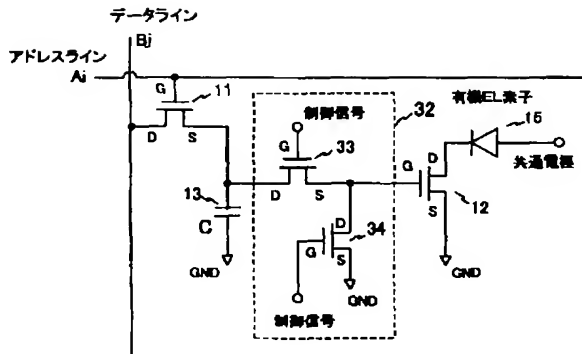 データライン
Bj
アドレスライン
Ai
G
11
D
S
制御信号
32
G
33
D
S
13
C
GND
D
34
G
S
GND
制御信号
有機EL素子
15
共通電極
D
G
12
S
GND